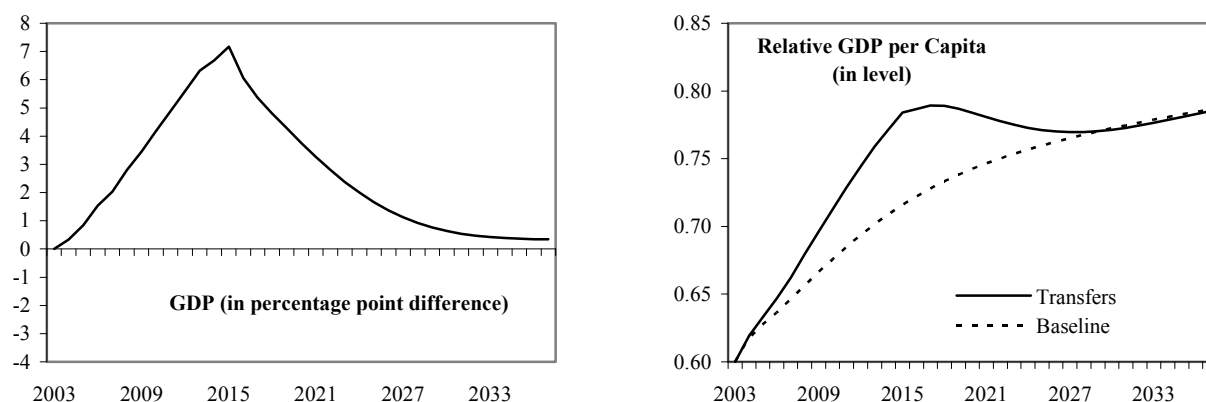 8
7
6
5
4
3
2
1
0
-1
-2
-3
-4
GDP (in percentage point difference)
2003 2009 2015 2021 2027 2033
0.85
0.80
0.75
0.70
0.65
0.60
Relative GDP per Capita
(in level)
Transfers
Baseline
2003 2009 2015 2021 2027 2033